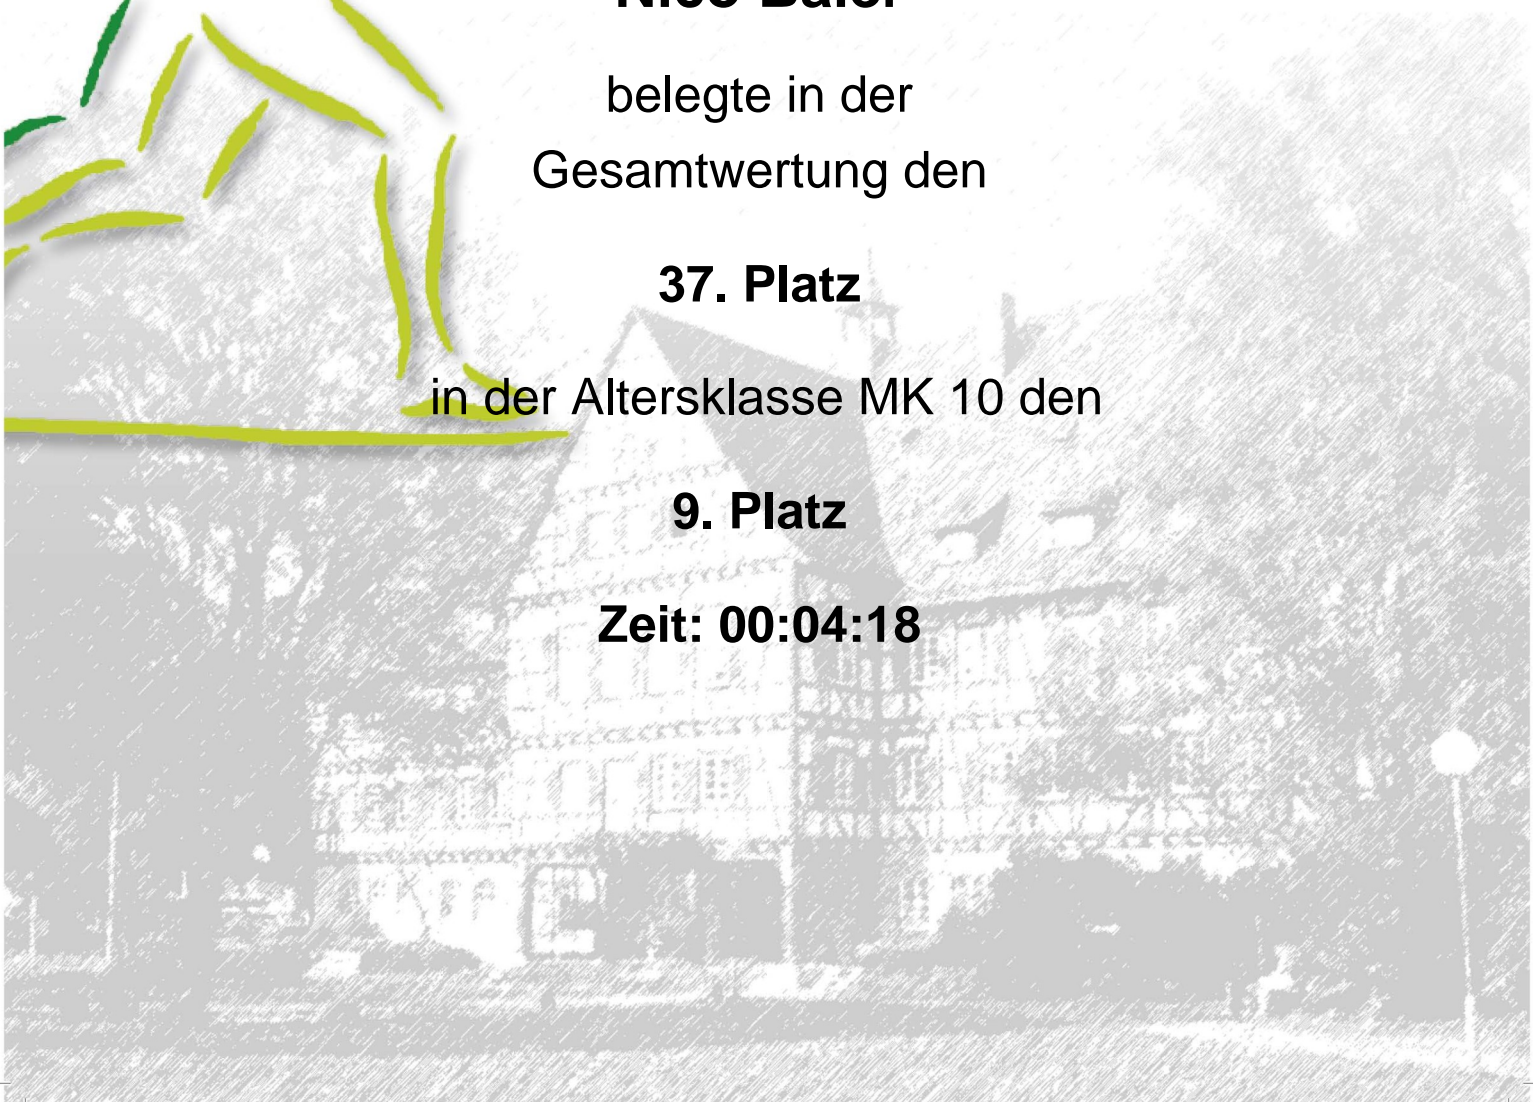 belegte in der
Gesamtwertung den
37. Platz
in der Altersklasse MK 10 den
9. Platz
Zeit: 00:04:18